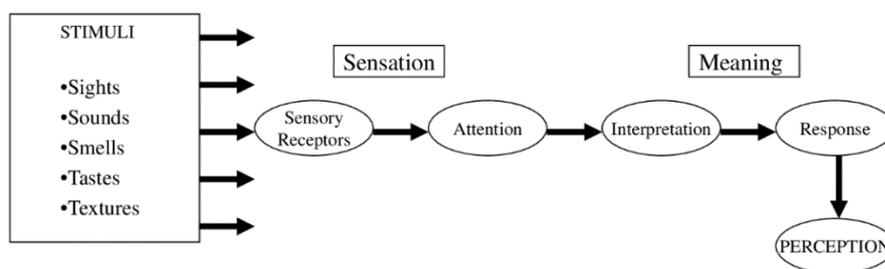 STIMULI
•Sights
•Sounds
•Smells
•Tastes
•Textures
Sensation
Meaning
Sensory
Receptors
Attention
Interpretation
Response
PERCEPTION